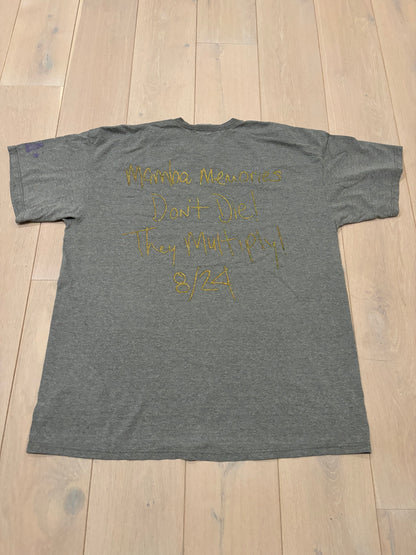 Mamba Memories
Don't Die!
They Multiply!
8/24